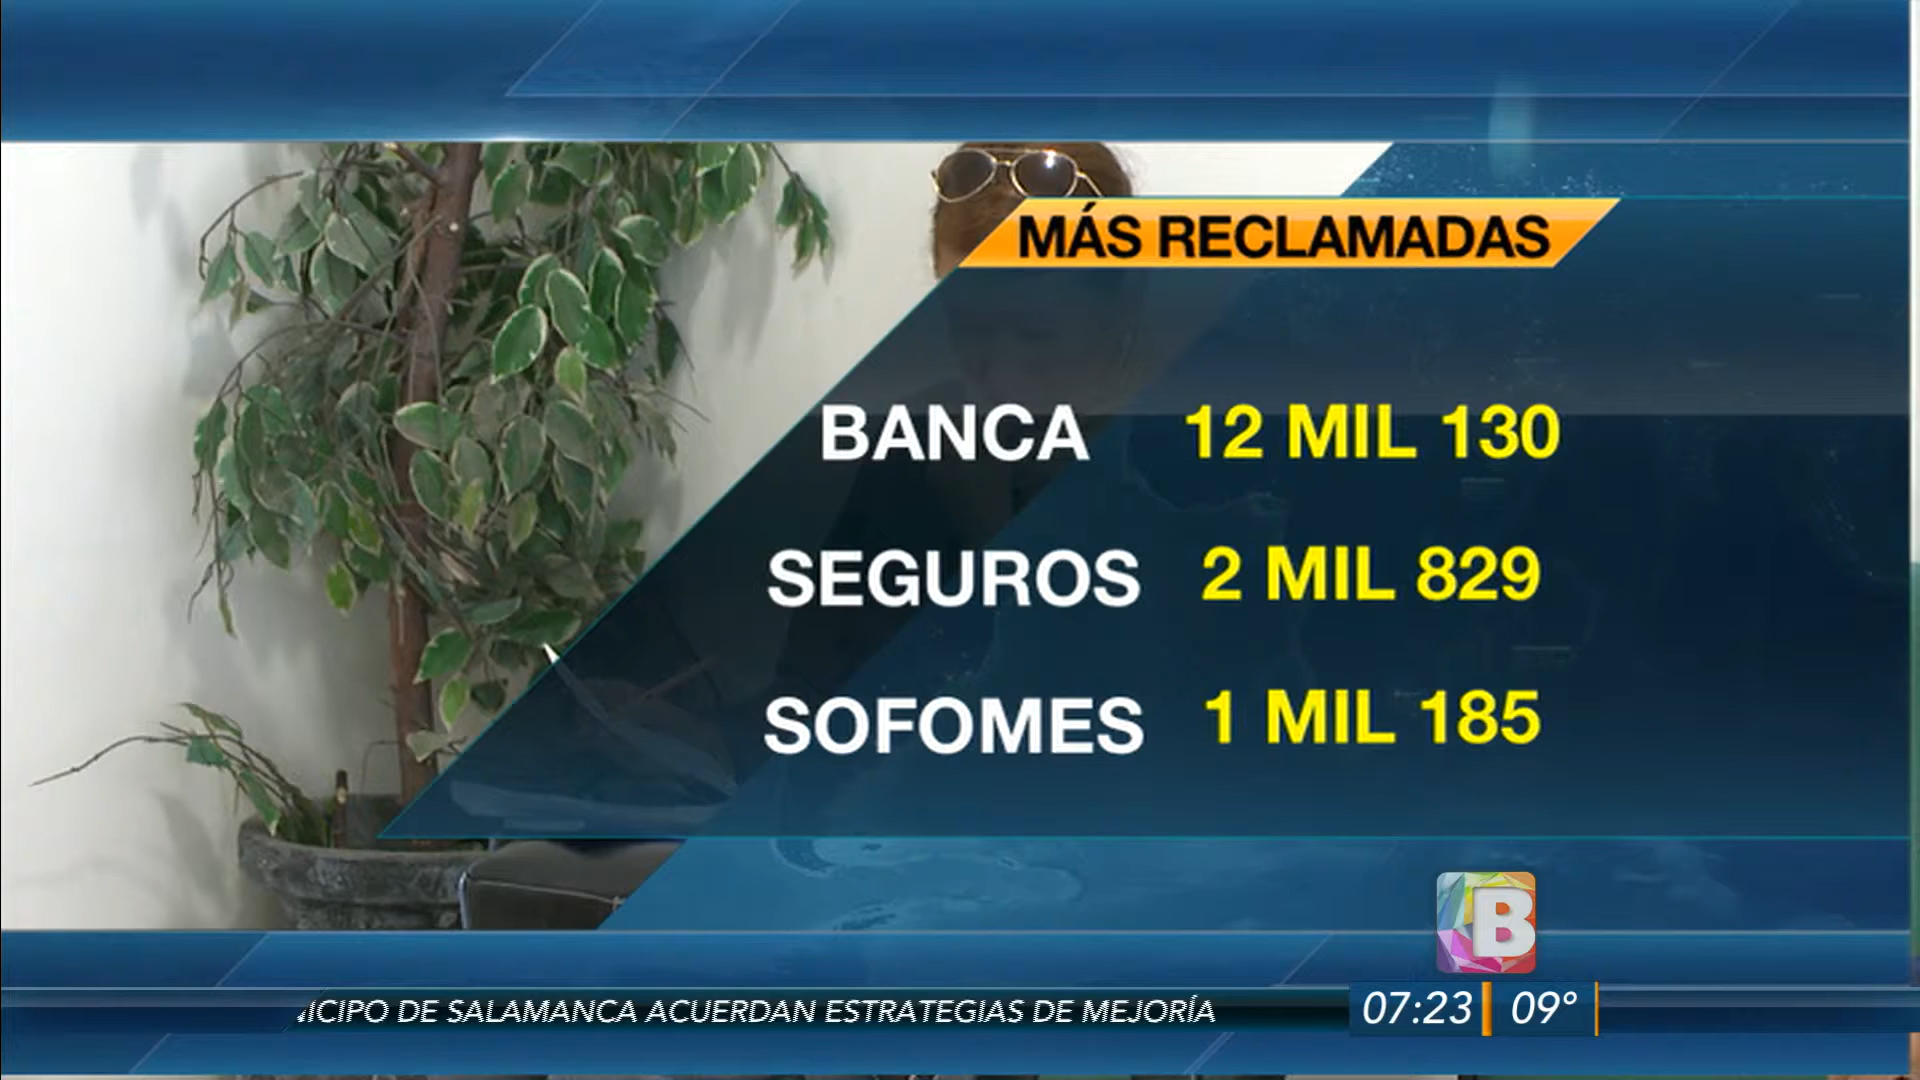 MÁS RECLAMADAS
BANCA 12 MIL 130
SEGUROS 2 MIL 829
SOFOMES 1 MIL 185
B
DE SALAMANCA ACUERDAN ESTRATEGIAS DE MEJORÍA
07:23 09°